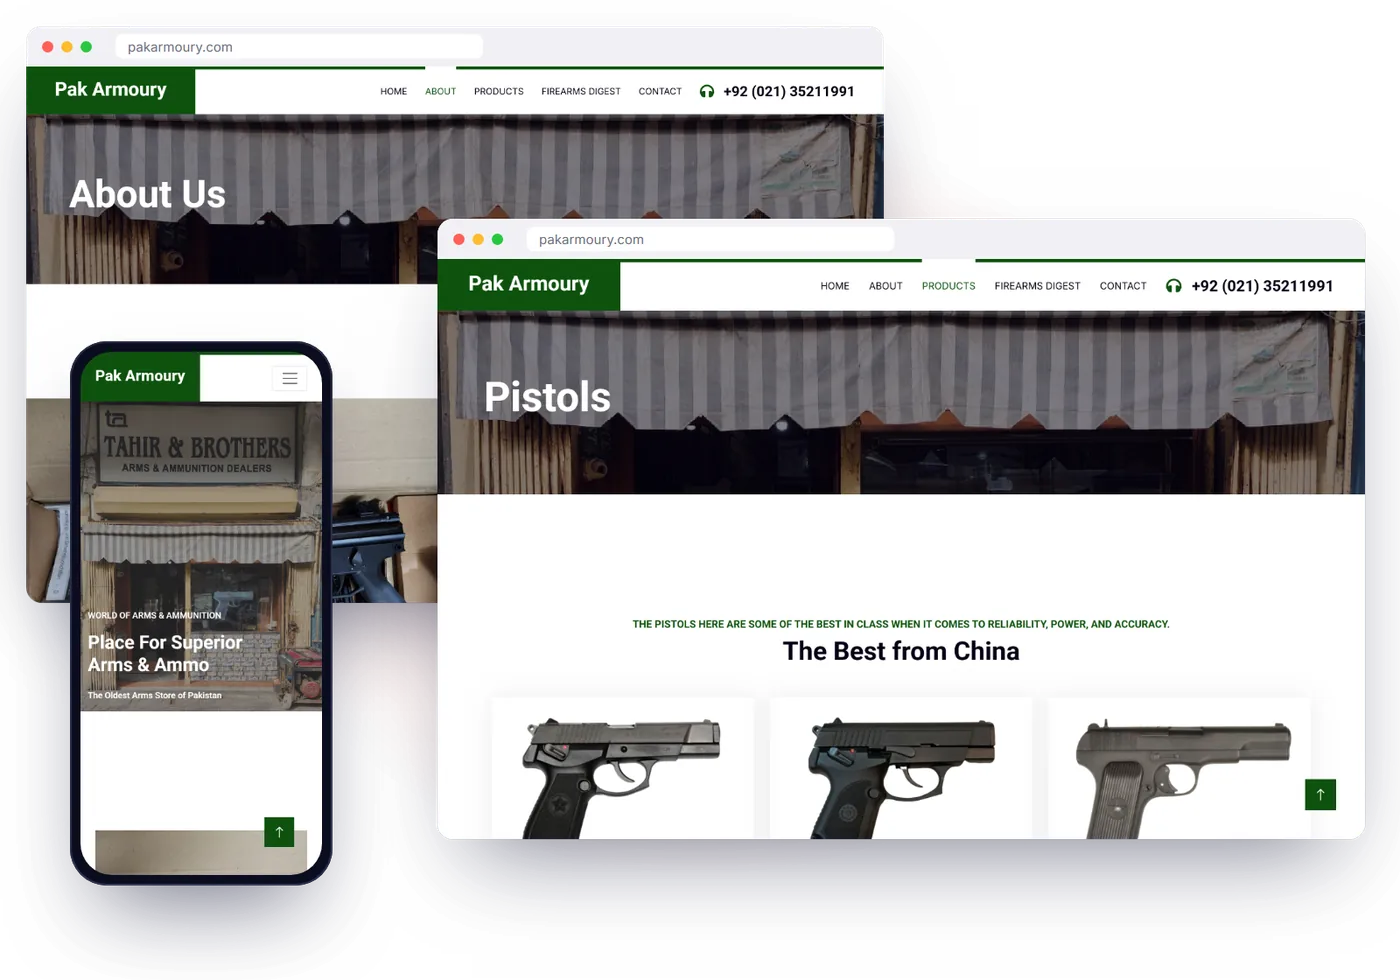 pakarmoury.com
Pak Armoury
HOME ABOUT PRODUCTS FIREARMS DIGEST CONTACT +92 (021) 35211991
About Us
pakarmoury.com
Pak Armoury
HOME ABOUT PRODUCTS FIREARMS DIGEST CONTACT +92 (021) 35211991
Pistols
THE PISTOLS HERE ARE SOME OF THE BEST IN CLASS WHEN IT COMES TO RELIABILITY, POWER, AND ACCURACY.
The Best from China
Pak Armoury
ta
TAHIR & BROTHERS
ARMS & AMMUNITION DEALERS
WORLD OF ARMS & AMMUNITION
Place For Superior
Arms & Ammo
The Oldest Arms Store of Pakistan